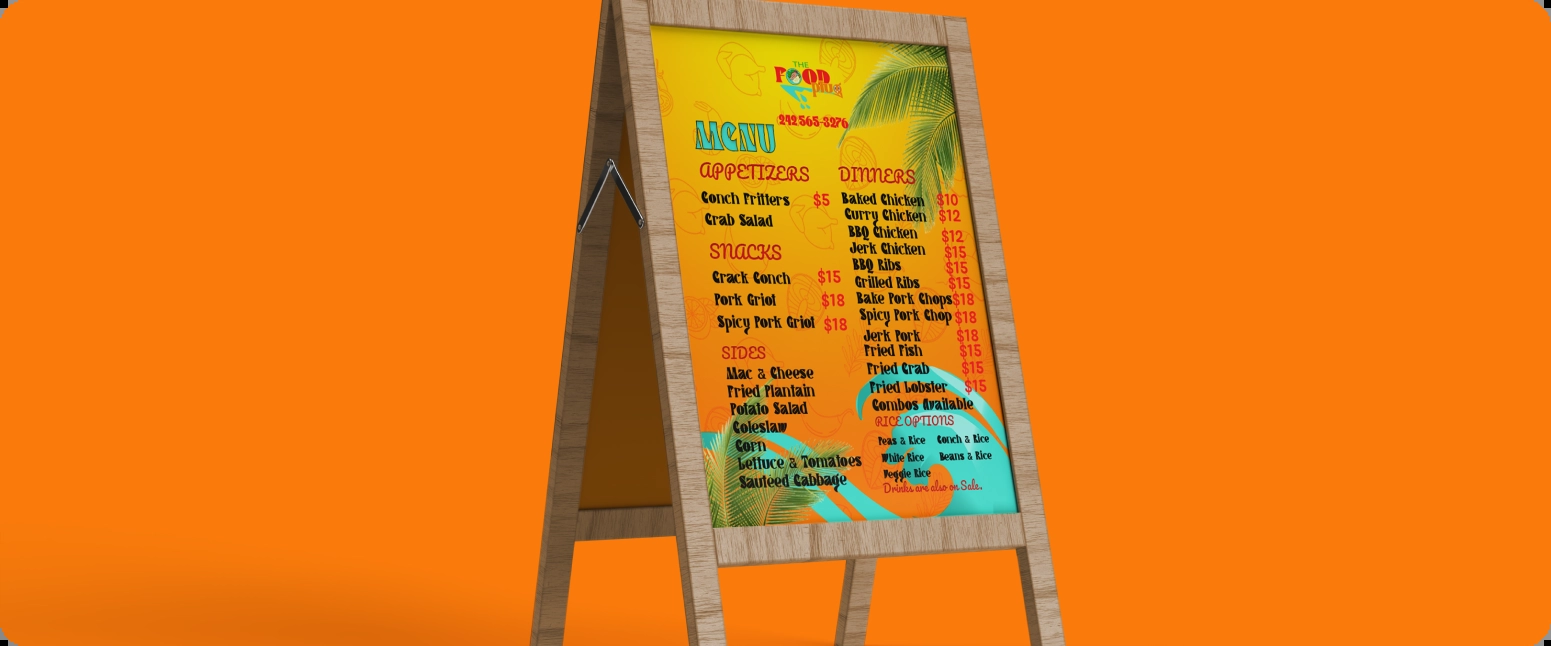 THE
FOOD
plug
242 565-3276
MENU
APPETIZERS
Conch Fritters $5
Crab Salad
SNACKS
Crack Conch $15
Pork Griot $18
Spicy Pork Griot $18
SIDES
Mac & Cheese
Fried Plantain
Potato Salad
Coleslaw
Corn
Lettuce & Tomatoes
Sauteed Cabbage
DINNERS
Baked Chicken $10
Curry Chicken $12
BBQ Chicken $12
Jerk Chicken $15
BBQ Ribs $15
Grilled Ribs $15
Bake Pork Chops $18
Spicy Pork Chop $18
Jerk Pork $18
Fried Fish $15
Fried Crab $15
Fried Lobster $15
Combos Available
RICE OPTIONS
Peas & Rice Conch & Rice
White Rice Beans & Rice
Veggie Rice
Drinks are also on Sale.